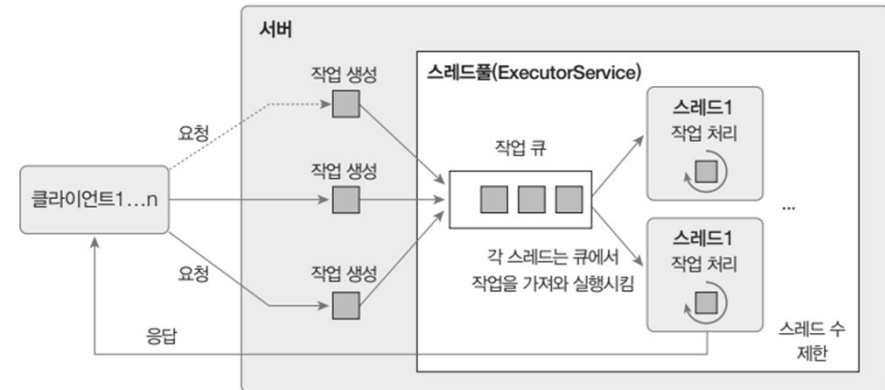 서버
스레드풀(ExecutorService)
작업 생성
요청
작업 생성
작업 생성
요청
클라이언트1…n
응답
작업 큐
각 스레드는 큐에서
작업을 가져와 실행시킴
스레드1
작업 처리
...
스레드1
작업 처리
스레드 수
제한